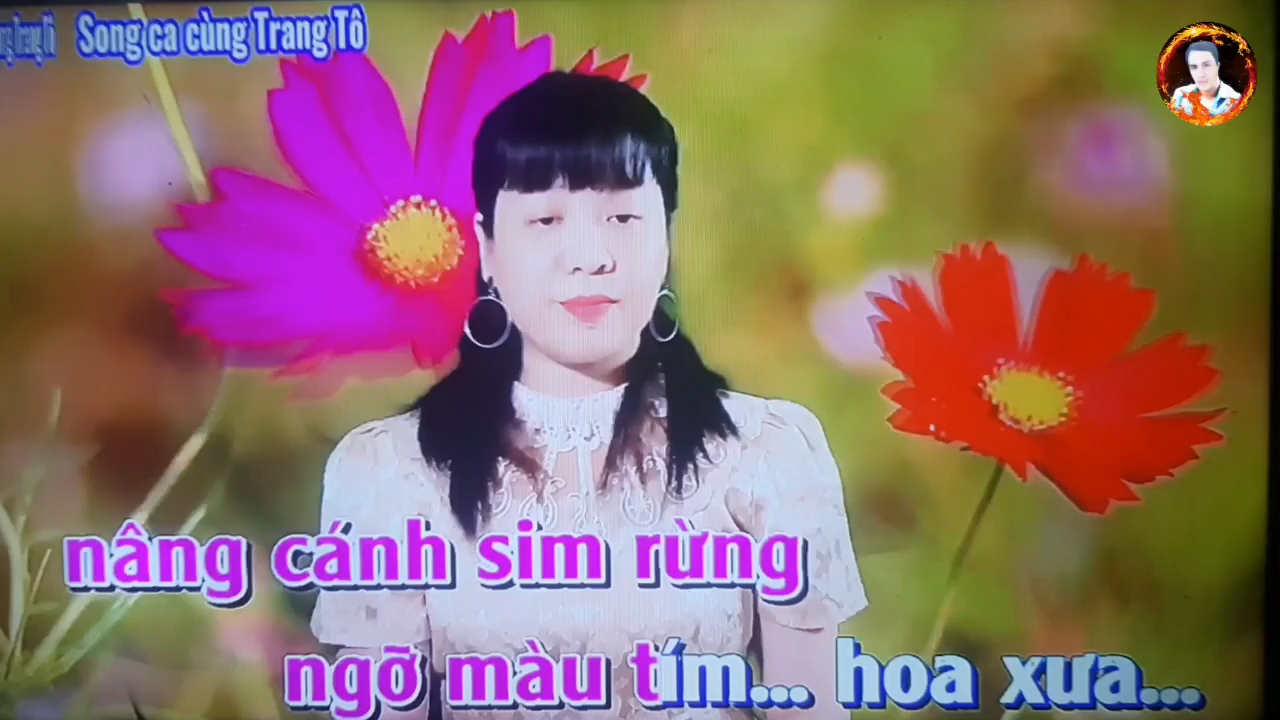 Song ca cùng Trang Tô
nâng cánh sim rừng
ngỡ màu tím... hoa xưa...